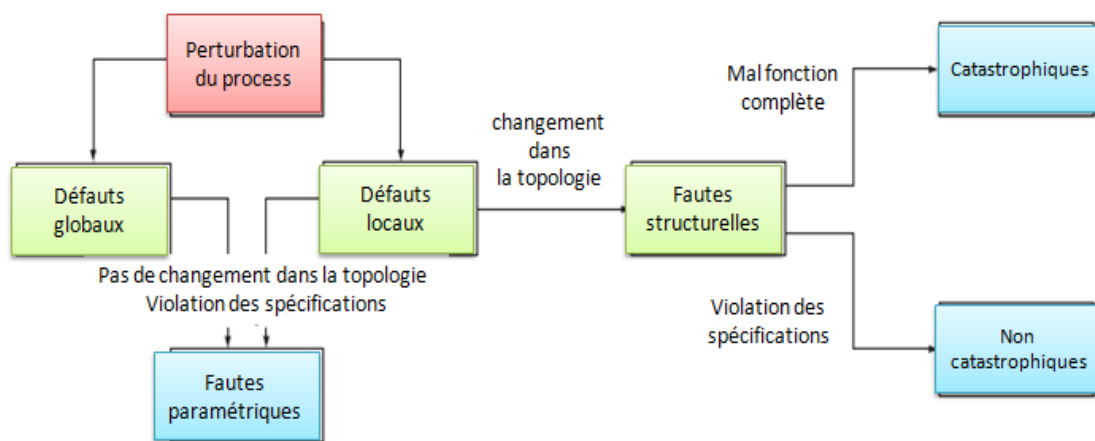 Perturbation
du process
Mal fonction
complète
Catastrophiques
changement
dans
la topologie
Défauts
globaux
Défauts
locaux
Fautes
structurelles
Pas de changement dans la topologie
Violation des spécifications
Violation des
spécifications
Non
catastrophiques
Fautes
paramétriques